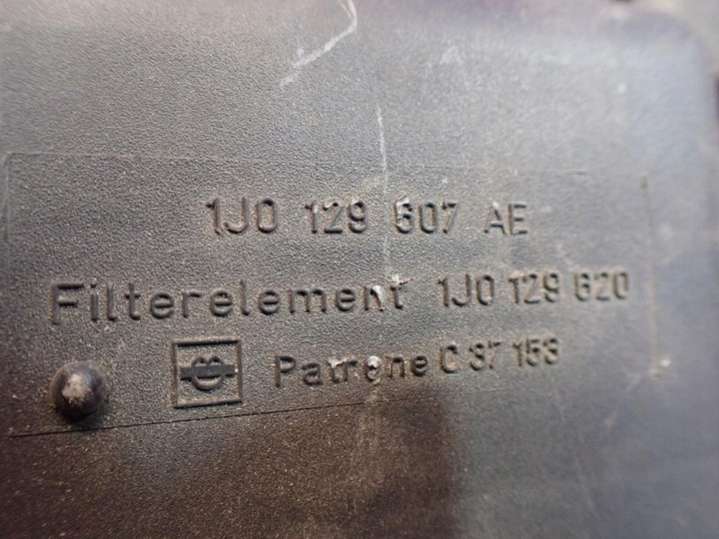 1J0 129 607 AE
Filterelement 1J0 129 620
Patrone C 37 153